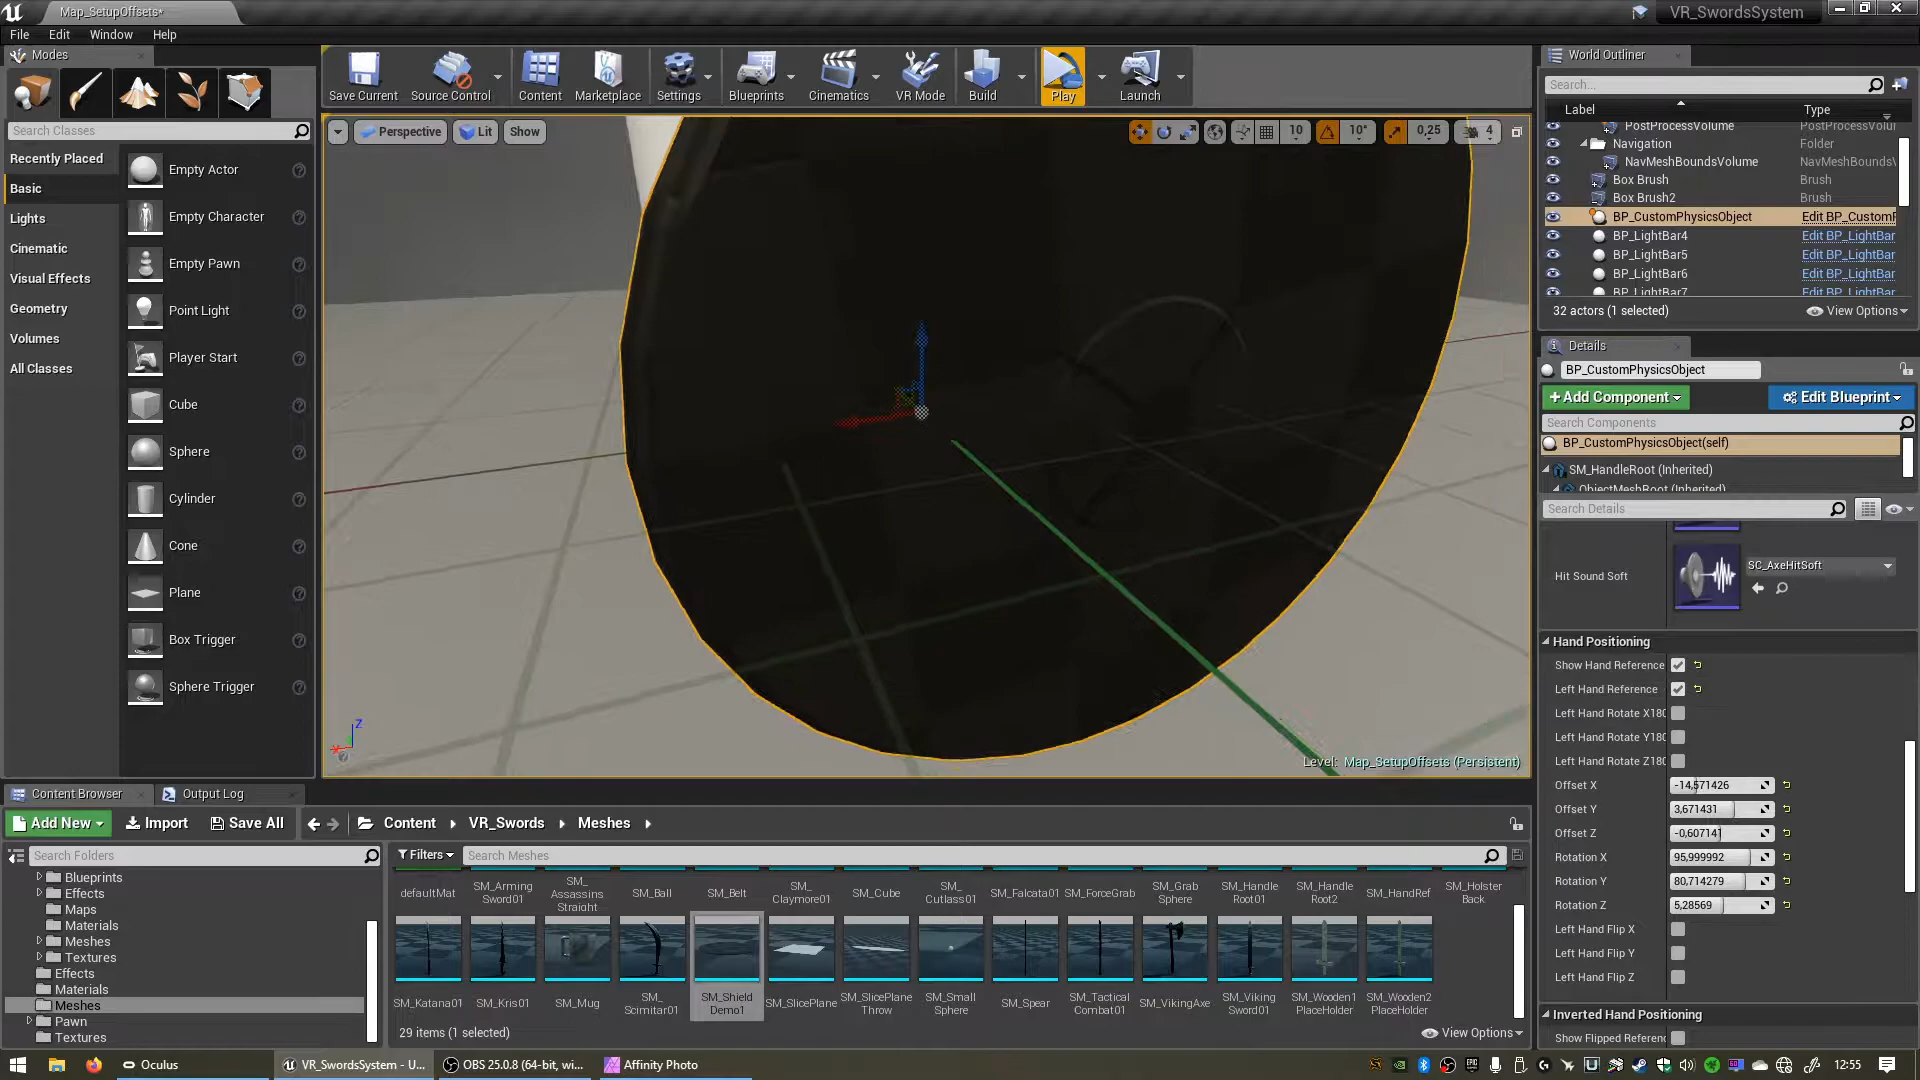 Map_SetupOffsets*
VR_SwordsSystem
File Edit Window Help
Modes
Search Classes
Recently Placed
Basic
Lights
Cinematic
Visual Effects
Geometry
Volumes
All Classes
Empty Actor
Empty Character
Empty Pawn
Point Light
Player Start
Cube
Sphere
Cylinder
Cone
Plane
Box Trigger
Sphere Trigger
Save Current Source Control Content Marketplace Settings Blueprints Cinematics VR Mode Build Play Launch
Perspective Lit Show
10 10° 0,25 4
Z
Level: Map_SetupOffsets (Persistent)
World Outliner
Search...
Label Type
PostProcessVolume PostProcessVolu
Navigation Folder
NavMeshBoundsVolume NavMeshBounds
Box Brush Brush
Box Brush2 Brush
BP_CustomPhysicsObject Edit BP_Custom
BP_LightBar4 Edit BP_LightBar
BP_LightBar5 Edit BP_LightBar
BP_LightBar6 Edit BP_LightBar
BP_LightBar7 Edit BP_LightBar
32 actors (1 selected) View Options
Details
BP_CustomPhysicsObject
+Add Component Edit Blueprint
Search Components
BP_CustomPhysicsObject(self)
SM_HandleRoot (Inherited)
ObjectMeshRoot (Inherited)
Search Details
Hit Sound Soft SC_AxeHitSoft
Hand Positioning
Show Hand Reference
Left Hand Reference
Left Hand Rotate X180
Left Hand Rotate Y180
Left Hand Rotate Z180
Offset X -14,571426
Offset Y 3,671431
Offset Z -0,607141
Rotation X 95,999992
Rotation Y 80,714279
Rotation Z 5,28569
Left Hand Flip X
Left Hand Flip Y
Left Hand Flip Z
Inverted Hand Positioning
Show Flipped Referenc
Content Browser Output Log
Add New Import Save All Content VR_Swords Meshes
Search Folders
Filters Search Meshes
Blueprints
Effects
Maps
Materials
Meshes
Textures
Effects
Materials
Meshes
Pawn
Textures
defaultMat SM_Arming Sword01 SM_ Assassins Straight SM_Ball SM_Belt SM_ Claymore01 SM_Cube SM_ Cutlass01 SM_Falcata01 SM_ForceGrab SM_Grab Sphere SM_Handle Root01 SM_Handle Root2 SM_HandRef SM_Holster Back
SM_Katana01 SM_Kris01 SM_Mug SM_ Scimitar01 SM_Shield Demo1 SM_SlicePlane SM_SlicePlane Throw SM_Small Sphere SM_Spear SM_Tactical Combat01 SM_VikingAxe SM_Viking Sword01 SM_Wooden1 PlaceHolder SM_Wooden2 PlaceHolder
29 items (1 selected) View Options
Oculus VR_SwordsSystem - U... OBS 25.0.8 (64-bit, wi... Affinity Photo 12:55